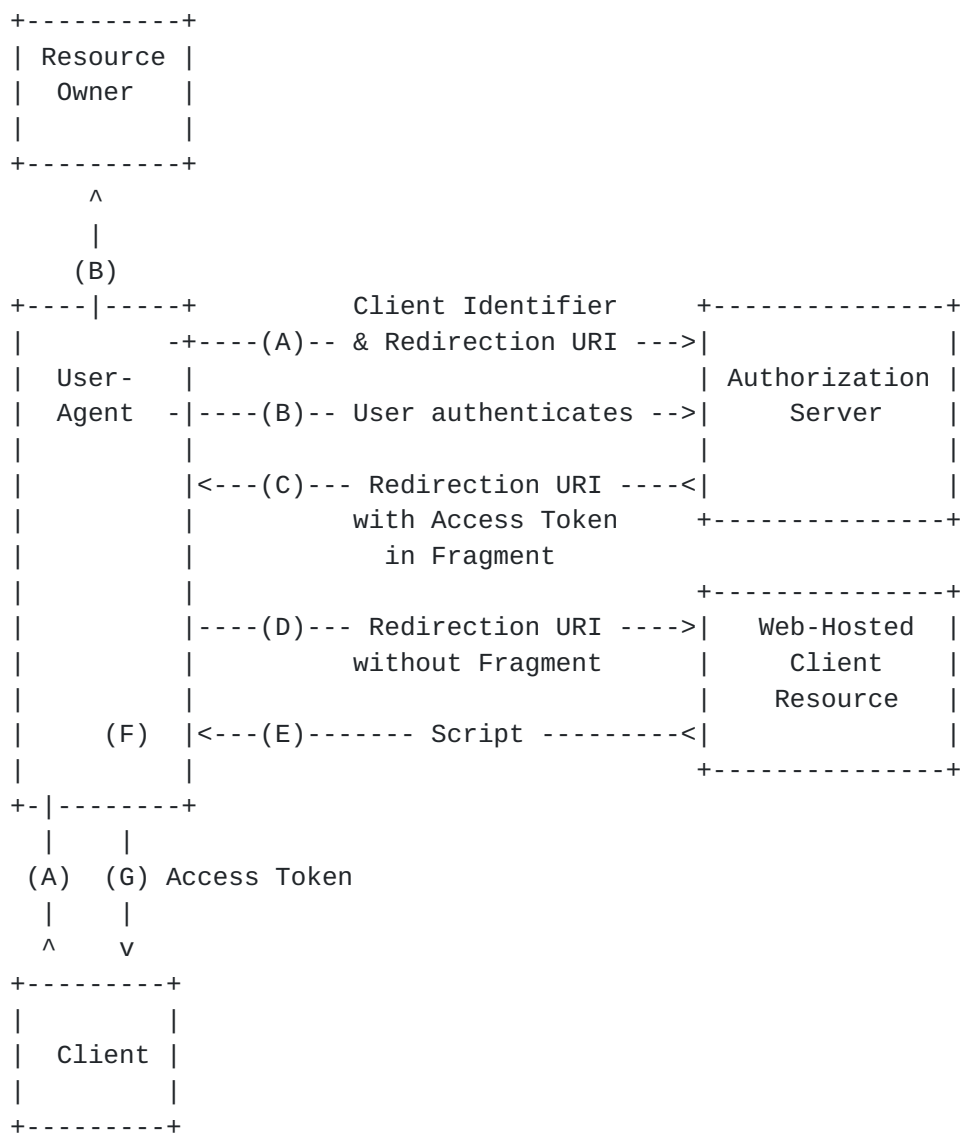 +----------+
| Resource |
|  Owner   |
|          |
+----------+
     ^
     |
    (B)
+----|-----+          Client Identifier     +---------------+
|         -+----(A)-- & Redirection URI --->|               |
|  User-   |                                | Authorization |
|  Agent  -|----(B)-- User authenticates -->|     Server    |
|          |                                |               |
|          |<---(C)--- Redirection URI ----<|               |
|          |          with Access Token     +---------------+
|          |            in Fragment
|          |                                +---------------+
|          |----(D)--- Redirection URI ---->|   Web-Hosted  |
|          |          without Fragment      |     Client    |
|          |                                |    Resource   |
|     (F)  |<---(E)------- Script ---------<|               |
|          |                                +---------------+
+-|--------+
  |    |
 (A)  (G) Access Token
  |    |
  ^    v
+---------+
|         |
|  Client |
|         |
+---------+